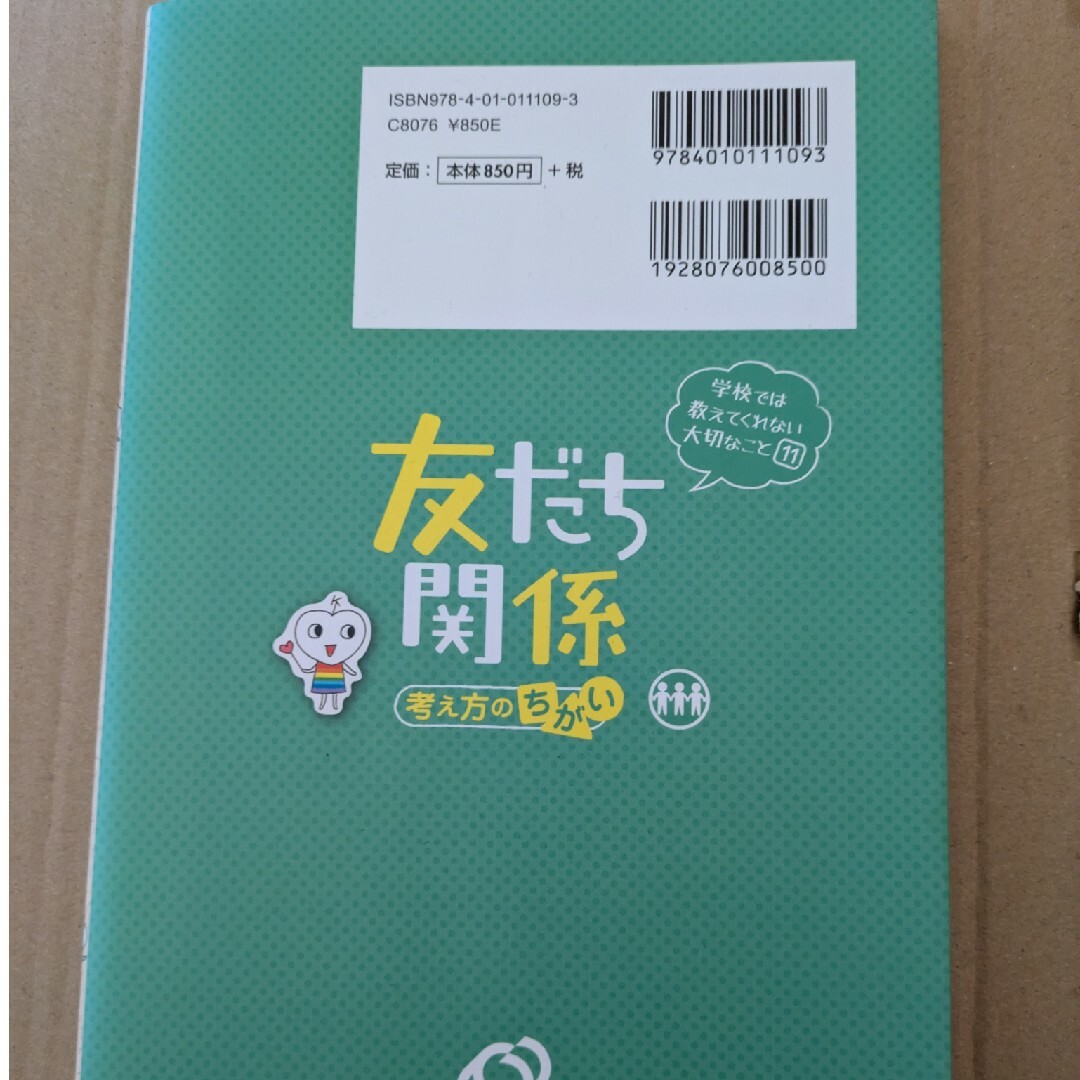 ISBN978-4-01-011109-3
C8076 ¥850E
定価：本体850円＋税
9784010111093
1928076008500
学校では
教えてくれない
大切なこと 11
友だち
関係
考え方のちがい
K